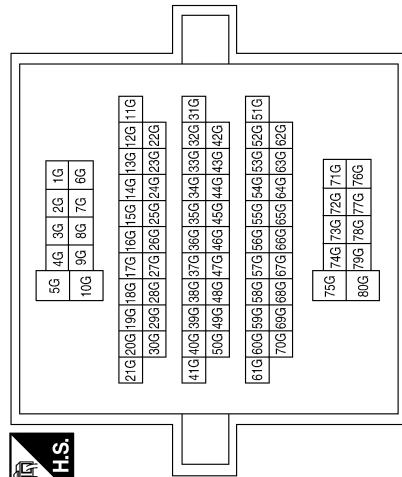 5G 4G 3G 2G 1G
10G 9G 8G 7G 6G
21G 20G 19G 18G 17G 16G 15G 14G 13G 12G 11G
30G 29G 28G 27G 26G 25G 24G 23G 22G
41G 40G 39G 38G 37G 36G 35G 34G 33G 32G 31G
50G 49G 48G 47G 46G 45G 44G 43G 42G
61G 60G 59G 58G 57G 56G 55G 54G 53G 52G 51G
70G 69G 68G 67G 66G 65G 64G 63G 62G
75G 74G 73G 72G 71G
80G 79G 78G 77G 76G
H.S.